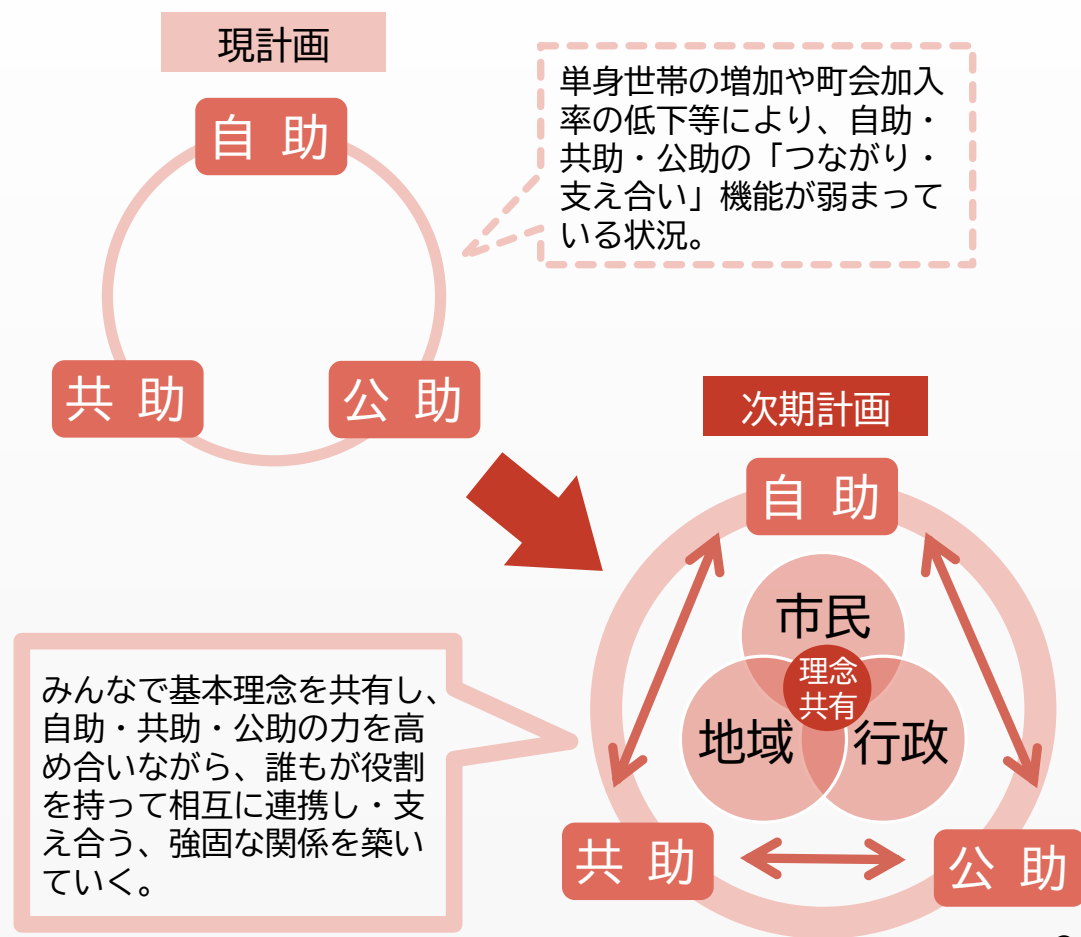 現計画
自助
単身世帯の増加や町会加入
率の低下等により、自助・
共助・公助の「つながり・
支え合い」機能が弱まって
いる状況。
共助
公助
次期計画
自助
市民
理念
共有
地域
行政
みんなで基本理念を共有し、
自助・共助・公助の力を高
め合いながら、誰もが役割
を持って相互に連携し・支
え合う、強固な関係を築い
ていく。
共助
公助